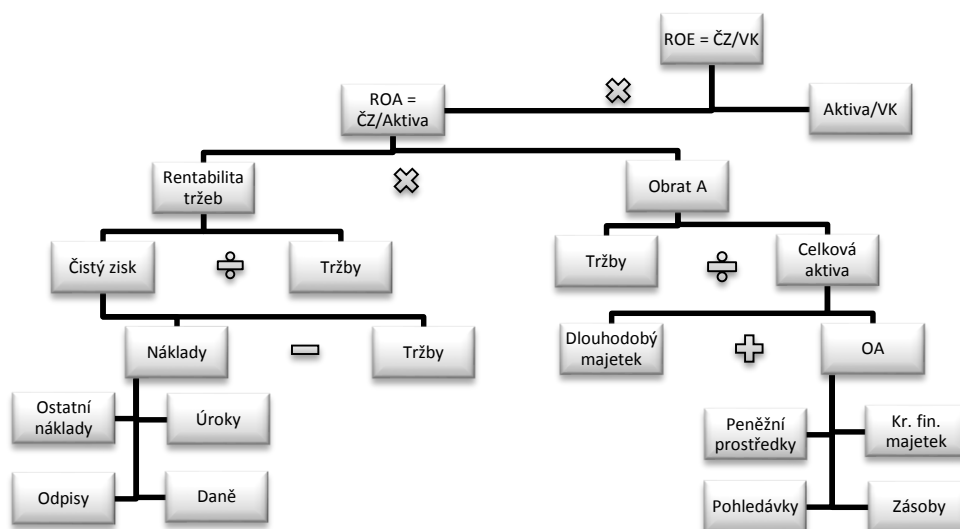 ROE = ČZ/VK
ROA =
ČZ/Aktiva
Aktiva/VK
Rentabilita
tržeb
Obrat A
Čistý zisk
Tržby
Tržby
Celková
aktiva
Náklady
Tržby
Dlouhodobý
majetek
OA
Ostatní
náklady
Úroky
Peněžní
prostředky
Kr. fin.
majetek
Odpisy
Daně
Pohledávky
Zásoby